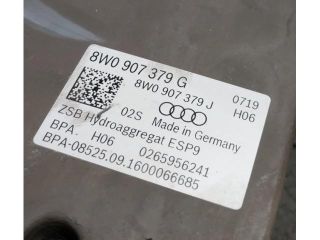 8W0 907 379 G
8W0 907 379 J
0719
H06
02S
Made in Germany
ZSB Hydroaggregat ESP9
BPA. H06 0265956241
BPA-08525.09.1600066685